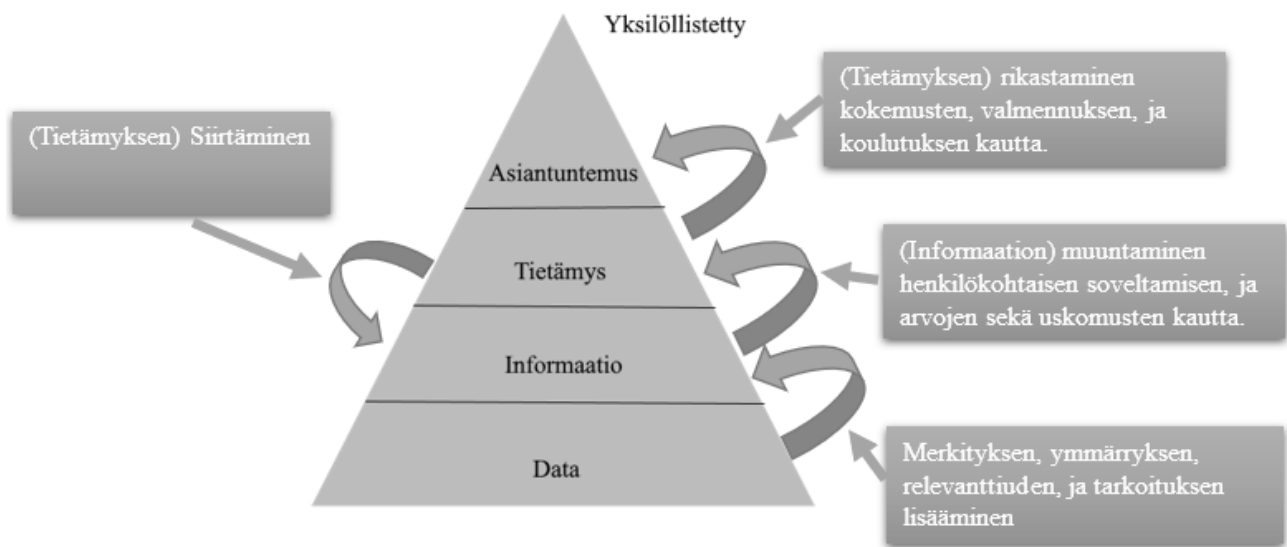 Yksilöllistetty
(Tietämyksen) rikastaminen
kokemusten, valmennuksen, ja
koulutuksen kautta.
(Tietämyksen) Siirtäminen
Asiantuntemus
Tietämys
(Informaation) muuntaminen
henkilökohtaisen soveltamisen, ja
arvojen sekä uskomusten kautta.
Informaatio
Data
Merkityksen, ymmärryksen,
relevanttiuden, ja tarkoituksen
lisääminen